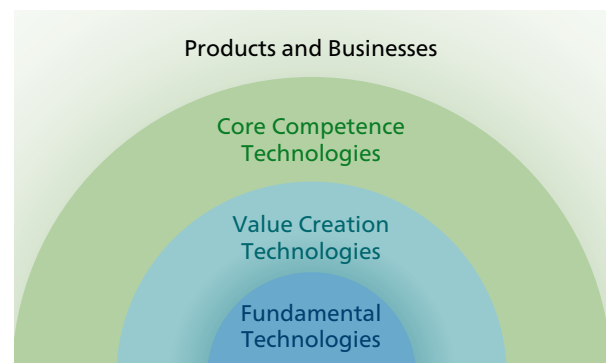 Products and Businesses
Core Competence
Technologies
Value Creation
Technologies
Fundamental
Technologies